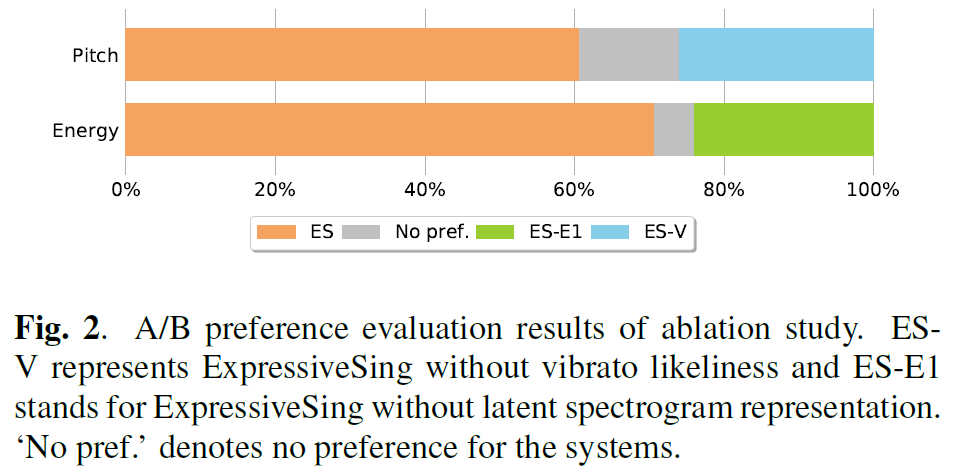 Pitch
Energy
0% 20% 40% 60% 80% 100%
ES No pref. ES-E1 ES-V
Fig. 2. A/B preference evaluation results of ablation study. ES-
V represents ExpressiveSing without vibrato likeliness and ES-E1
stands for ExpressiveSing without latent spectrogram representation.
‘No pref.’ denotes no preference for the systems.